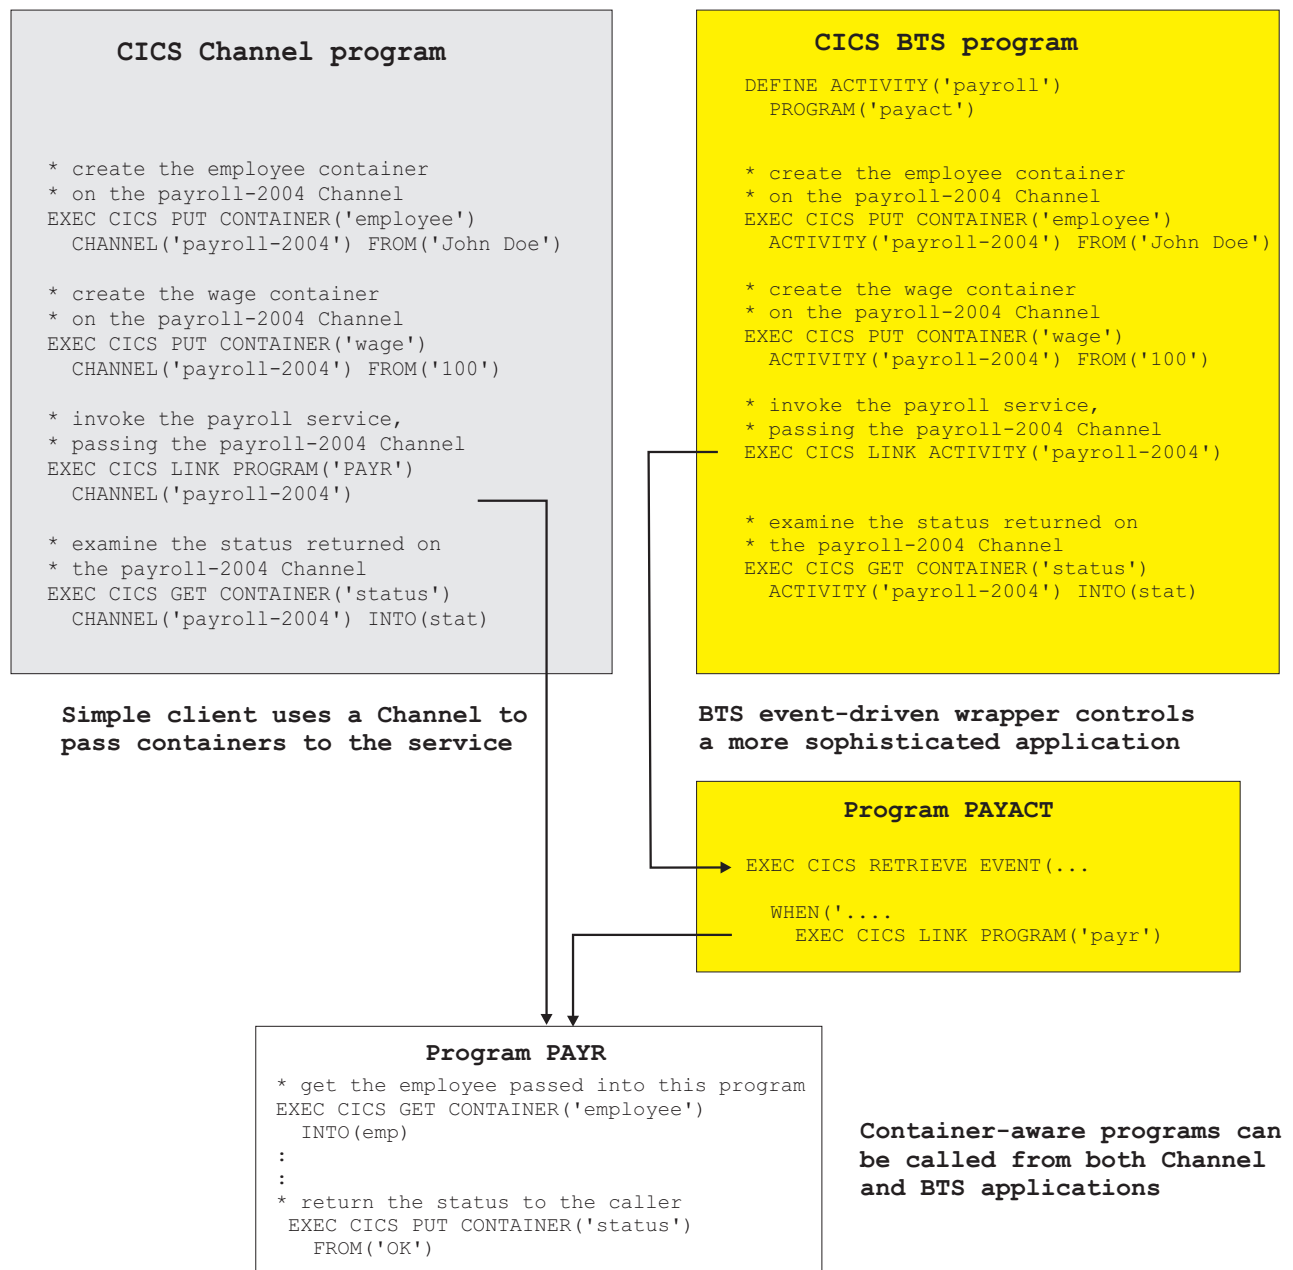 CICS Channel program
* create the employee container
* on the payroll-2004 Channel
EXEC CICS PUT CONTAINER('employee')
CHANNEL('payroll-2004') FROM('John Doe')
* create the wage container
* on the payroll-2004 Channel
EXEC CICS PUT CONTAINER('wage')
CHANNEL('payroll-2004') FROM('100')
* invoke the payroll service,
* passing the payroll-2004 Channel
EXEC CICS LINK PROGRAM('PAYR')
CHANNEL('payroll-2004')
* examine the status returned on
* the payroll-2004 Channel
EXEC CICS GET CONTAINER('status')
CHANNEL('payroll-2004') INTO(stat)
Simple client uses a Channel to
pass containers to the service
CICS BTS program
DEFINE ACTIVITY('payroll')
PROGRAM('payact')
* create the employee container
* on the payroll-2004 Channel
EXEC CICS PUT CONTAINER('employee')
ACTIVITY('payroll-2004') FROM('John Doe')
* create the wage container
* on the payroll-2004 Channel
EXEC CICS PUT CONTAINER('wage')
ACTIVITY('payroll-2004') FROM('100')
* invoke the payroll service,
* passing the payroll-2004 Channel
EXEC CICS LINK ACTIVITY('payroll-2004')
* examine the status returned on
* the payroll-2004 Channel
EXEC CICS GET CONTAINER('status')
ACTIVITY('payroll-2004') INTO(stat)
BTS event-driven wrapper controls
a more sophisticated application
Program PAYACT
EXEC CICS RETRIEVE EVENT(...
WHEN('....
EXEC CICS LINK PROGRAM('payr')
Program PAYR
* get the employee passed into this program
EXEC CICS GET CONTAINER('employee')
INTO(emp)
:
:
* return the status to the caller
EXEC CICS PUT CONTAINER('status')
FROM('OK')
Container-aware programs can
be called from both Channel
and BTS applications